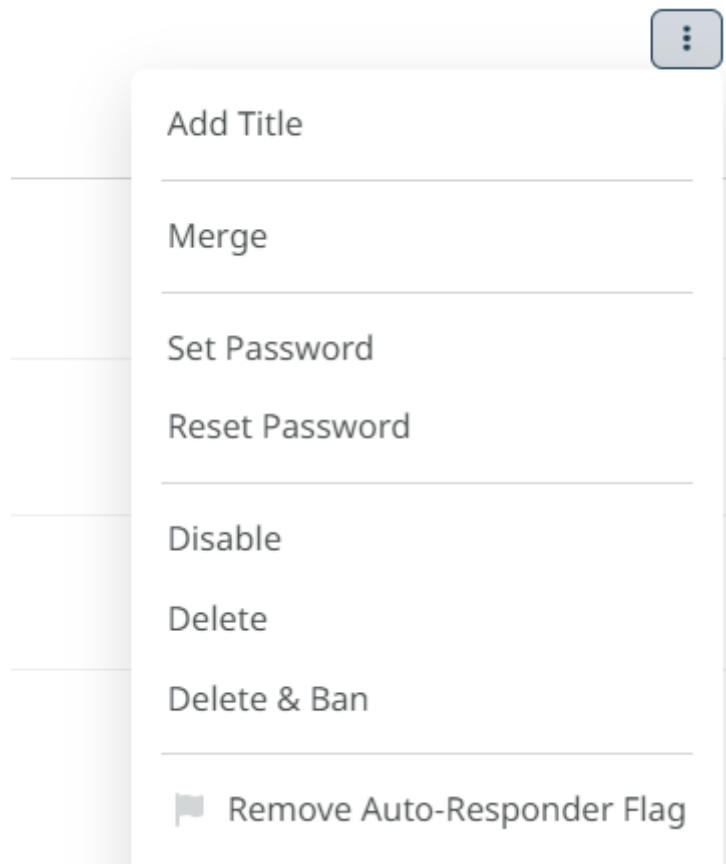 Add Title
Merge
Set Password
Reset Password
Disable
Delete
Delete & Ban
Remove Auto-Responder Flag